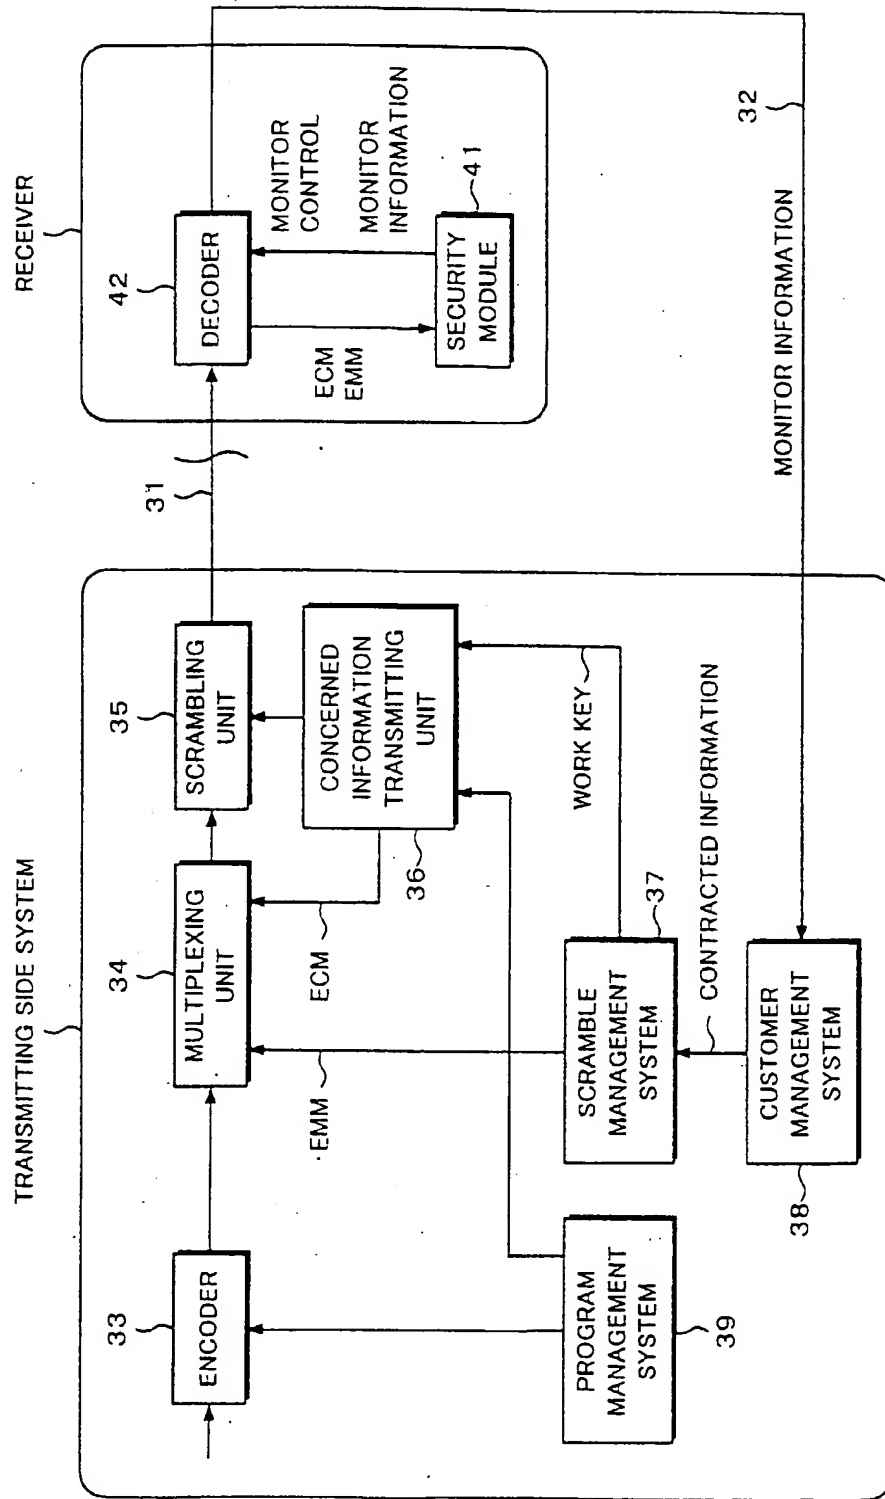 TRANSMITTING SIDE SYSTEM
33
ENCODER
34
MULTIPLEXING
UNIT
35
SCRAMBLING
UNIT
EMM
ECM
CONCERNED
INFORMATION
TRANSMITTING
UNIT
36
WORK KEY
PROGRAM
MANAGEMENT
SYSTEM
39
SCRAMBLE
MANAGEMENT
SYSTEM
37
CONTRACTED INFORMATION
CUSTOMER
MANAGEMENT
SYSTEM
38
31
RECEIVER
42
DECODER
ECM
EMM
MONITOR
CONTROL
MONITOR
INFORMATION
SECURITY
MODULE
41
MONITOR INFORMATION
32